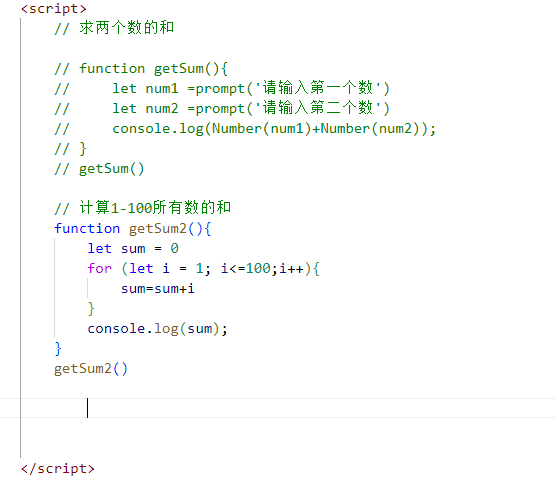 <script>
// 求两个数的和
// function getSum(){
//     let num1 =prompt('请输入第一个数')
//     let num2 =prompt('请输入第二个数')
//     console.log(Number(num1)+Number(num2));
// }
// getSum()
// 计算1-100所有数的和
function getSum2(){
let sum = 0
for (let i = 1; i<=100;i++){
sum=sum+i
}
console.log(sum);
}
getSum2()
</script>